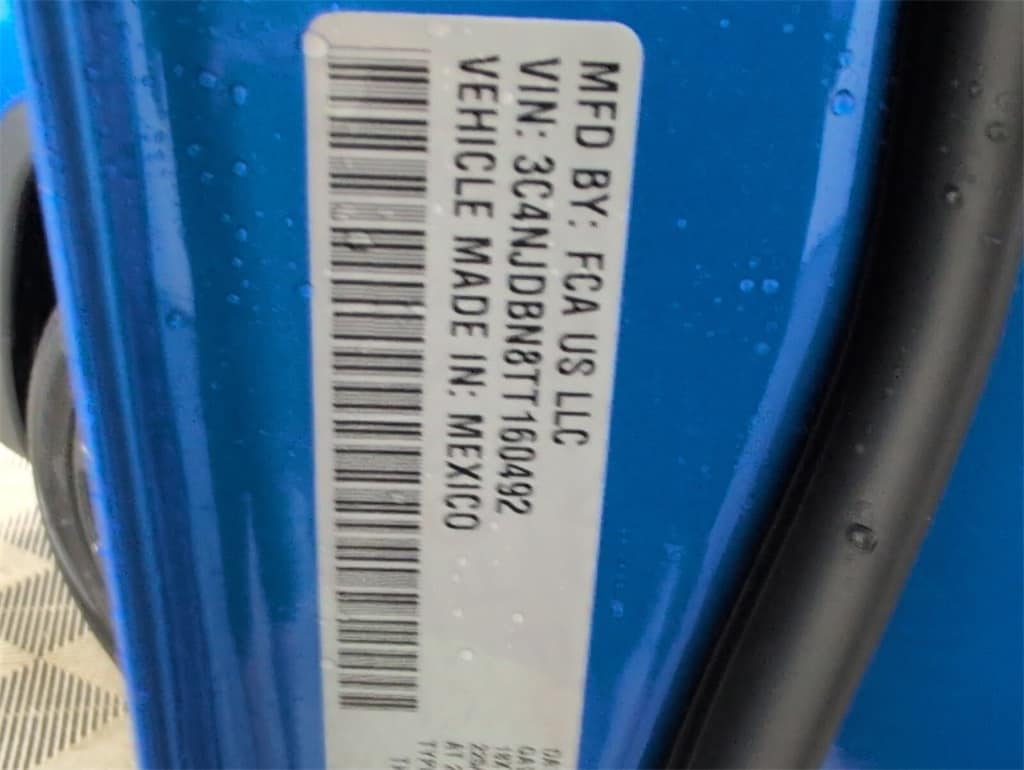 MFD BY: FCA US LLC
VIN: 3C4NJDBN8TT160492
VEHICLE MADE IN: MEXICO